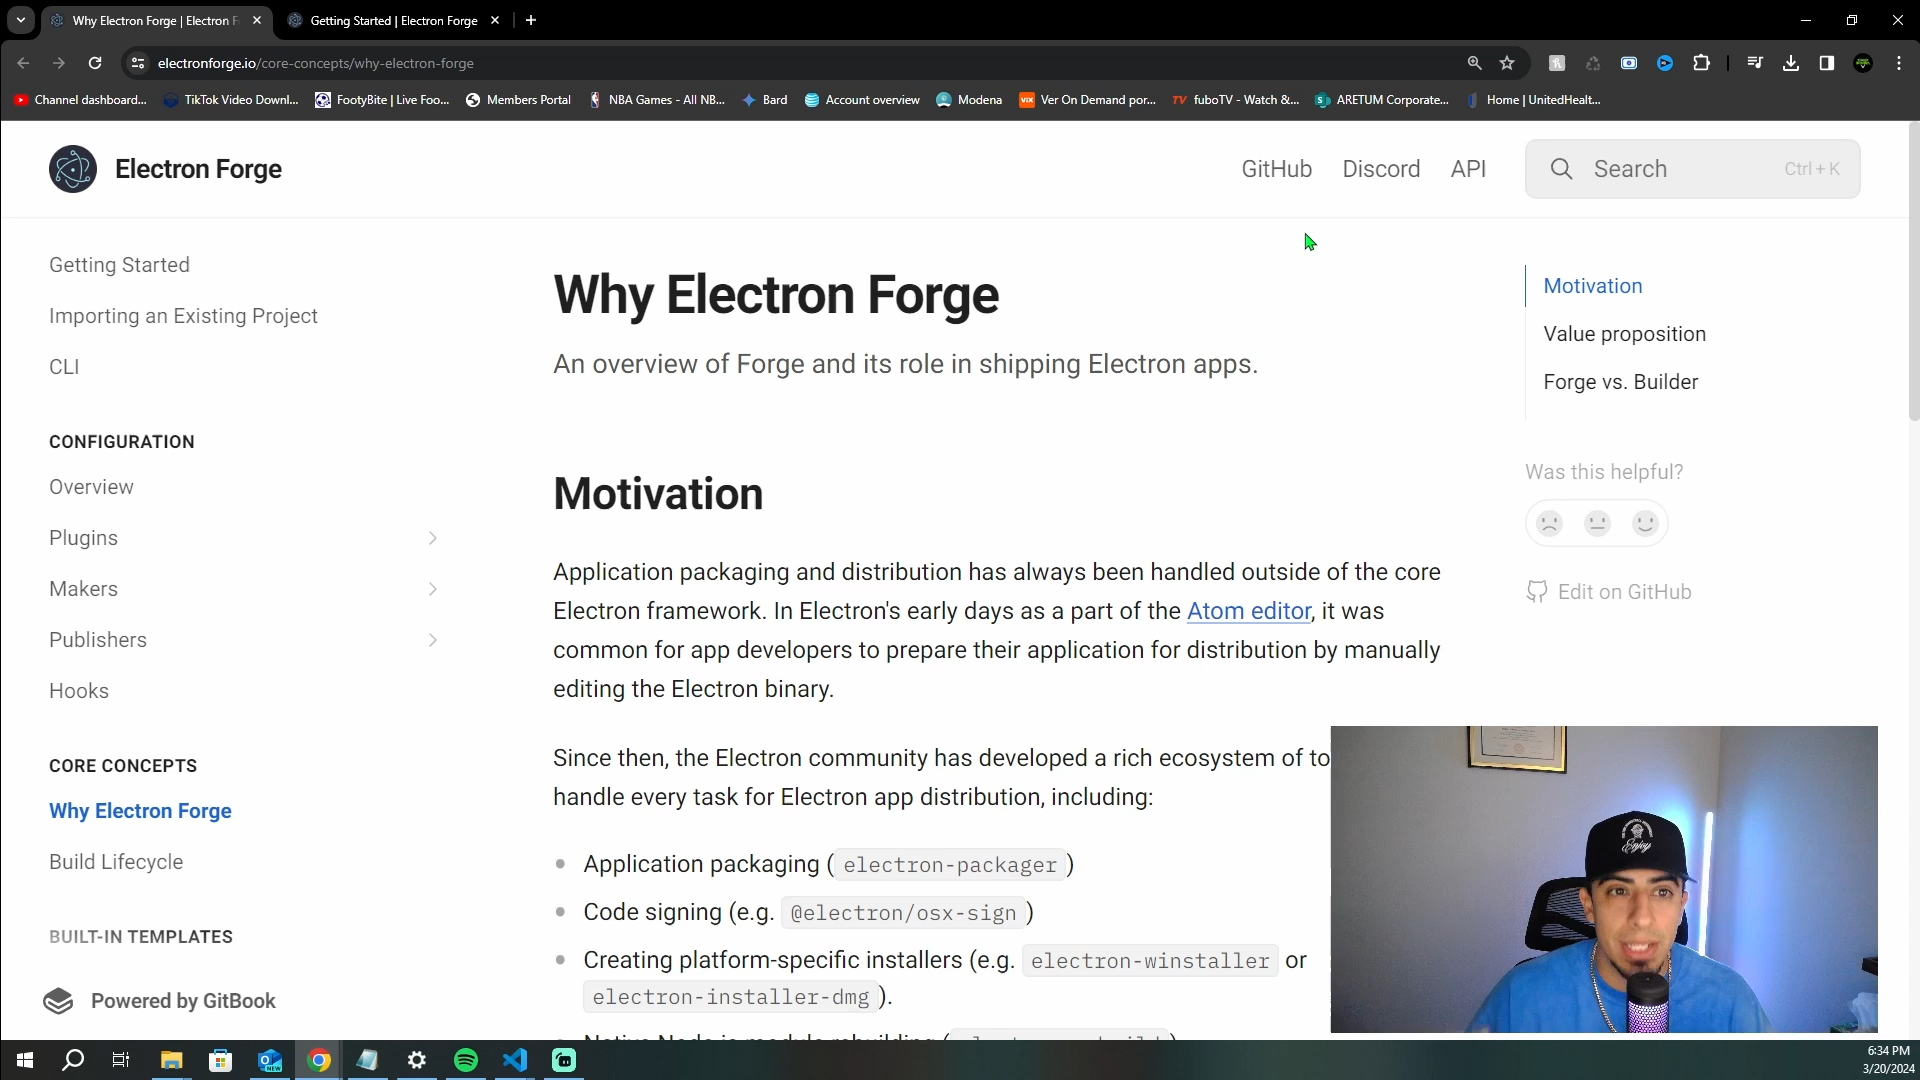 Why Electron Forge | Electron F
Getting Started | Electron Forge
electronforge.io/core-concepts/why-electron-forge
Channel dashboard...
TikTok Video Downl...
FootyBite | Live Foo...
Members Portal
NBA Games - All NB...
Bard
Account overview
Modena
Ver On Demand por...
fuboTV - Watch &...
ARETUM Corporate...
Home | UnitedHealt...
Electron Forge
GitHub
Discord
API
Search
Ctrl + K
Getting Started
Importing an Existing Project
CLI
CONFIGURATION
Overview
Plugins
Makers
Publishers
Hooks
CORE CONCEPTS
Why Electron Forge
Build Lifecycle
BUILT-IN TEMPLATES
Powered by GitBook
Why Electron Forge
An overview of Forge and its role in shipping Electron apps.
Motivation
Application packaging and distribution has always been handled outside of the core
Electron framework. In Electron's early days as a part of the Atom editor, it was
common for app developers to prepare their application for distribution by manually
editing the Electron binary.
Since then, the Electron community has developed a rich ecosystem of to
handle every task for Electron app distribution, including:
Application packaging ( electron-packager )
Code signing (e.g. @electron/osx-sign )
Creating platform-specific installers (e.g. electron-winstaller or
electron-installer-dmg ).
Motivation
Value proposition
Forge vs. Builder
Was this helpful?
Edit on GitHub
Enjoy
6:34 PM
3/20/2024